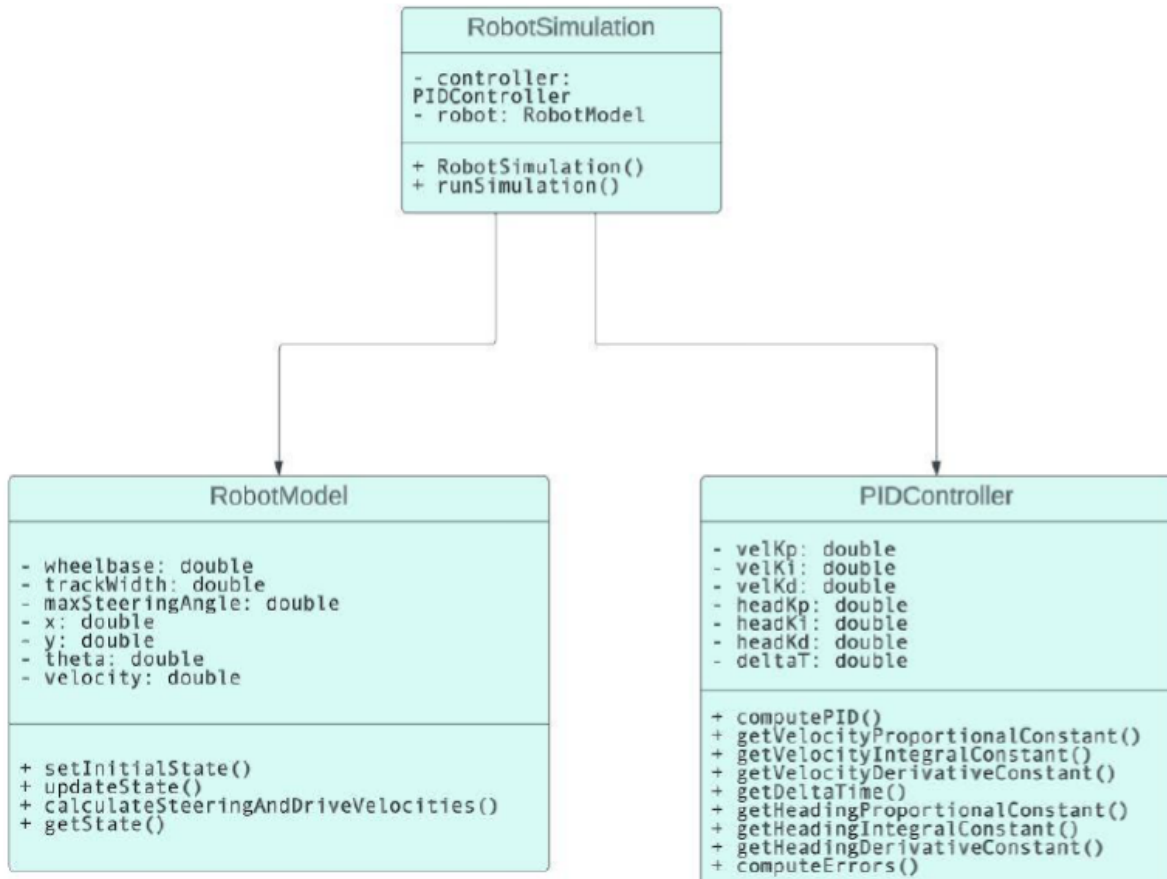 RobotSimulation
- controller:
PIDController
- robot: RobotModel
+ RobotSimulation()
+ runSimulation()
RobotModel
- wheelbase: double
- trackWidth: double
- maxSteeringAngle: double
- x: double
- y: double
- theta: double
- velocity: double
+ setInitialState()
+ updateState()
+ calculateSteeringAndDriveVelocities()
+ getState()
PIDController
- velKp: double
- velKi: double
- velKd: double
- headKp: double
- headKi: double
- headKd: double
- deltaT: double
+ computePID()
+ getVelocityProportionalConstant()
+ getVelocityIntegralConstant()
+ getVelocityDerivativeConstant()
+ getDeltaTime()
+ getHeadingProportionalConstant()
+ getHeadingIntegralConstant()
+ getHeadingDerivativeConstant()
+ computeErrors()